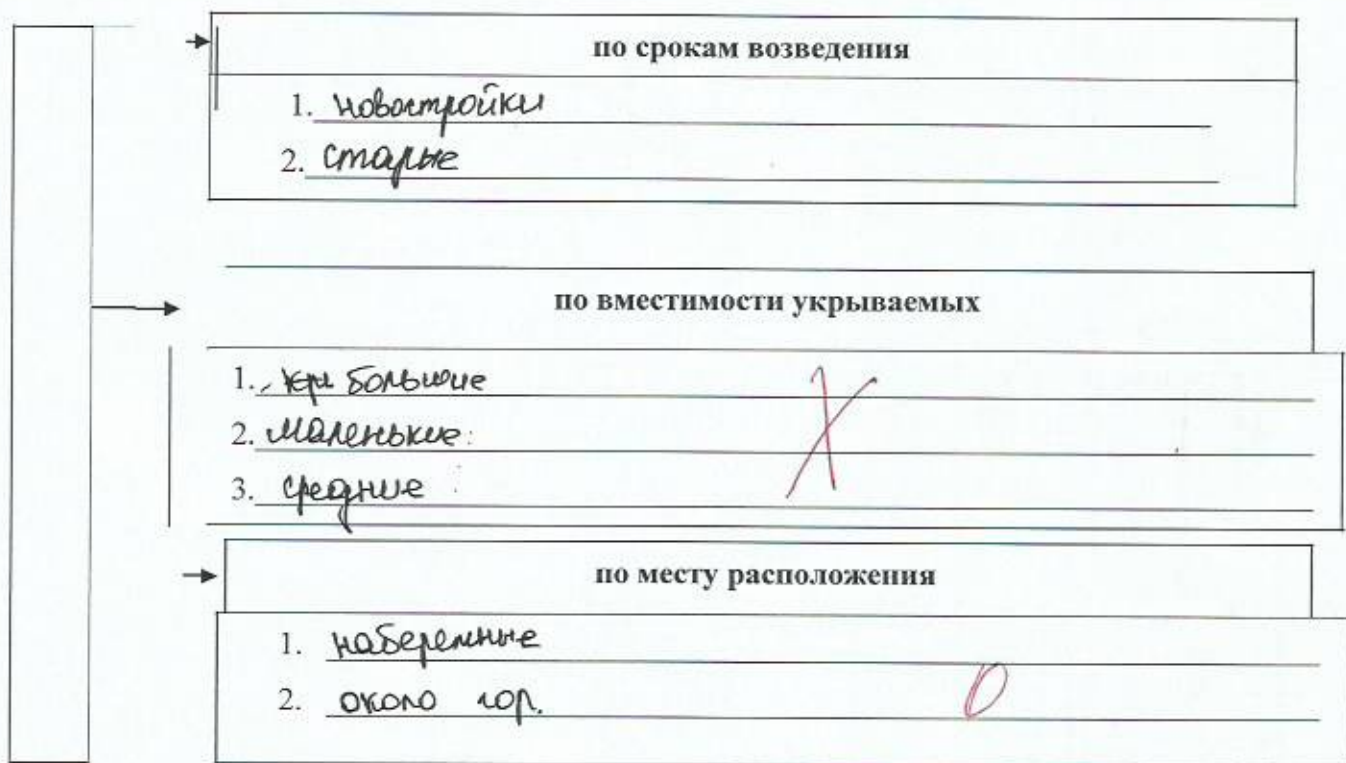 по срокам возведения
1. новостройки
2. старые
по вместимости укрываемых
1. большие
2. маленькие
3. средние
по месту расположения
1. набережные
2. около гор.
0